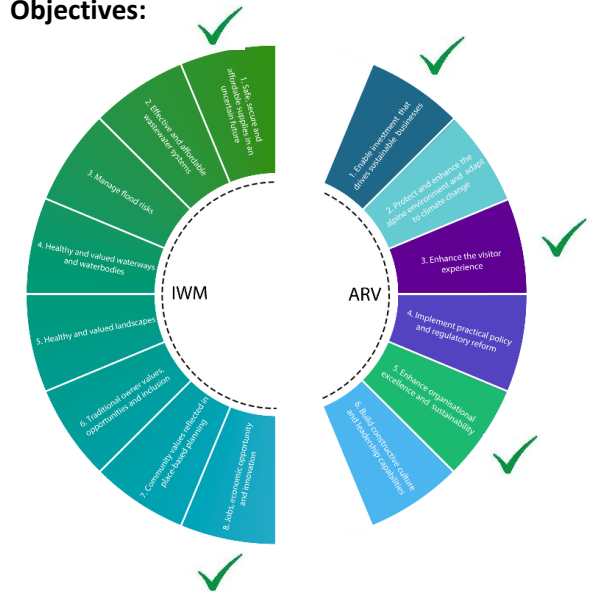 Objectives:
1. Safe, secure and
affordable supplies in an
uncertain future
2. Effective and affordable
wastewater systems
3. Manage flood risks
4. Healthy and valued waterways
and waterbodies
5. Healthy and valued landscapes
6. Traditional owner values,
opportunities and inclusion
7. Community values reflected in
place-based planning
8. Jobs, economic opportunity
and innovation
IWM
ARV
1. Enable investment that
drives sustainable businesses
2. Protect and enhance the
alpine environment and adapt
to climate change
3. Enhance the visitor
experience
4. Implement practical policy
and regulatory reform
5. Enhance organisational
excellence and sustainability
6. Build constructive culture
and leadership capabilities